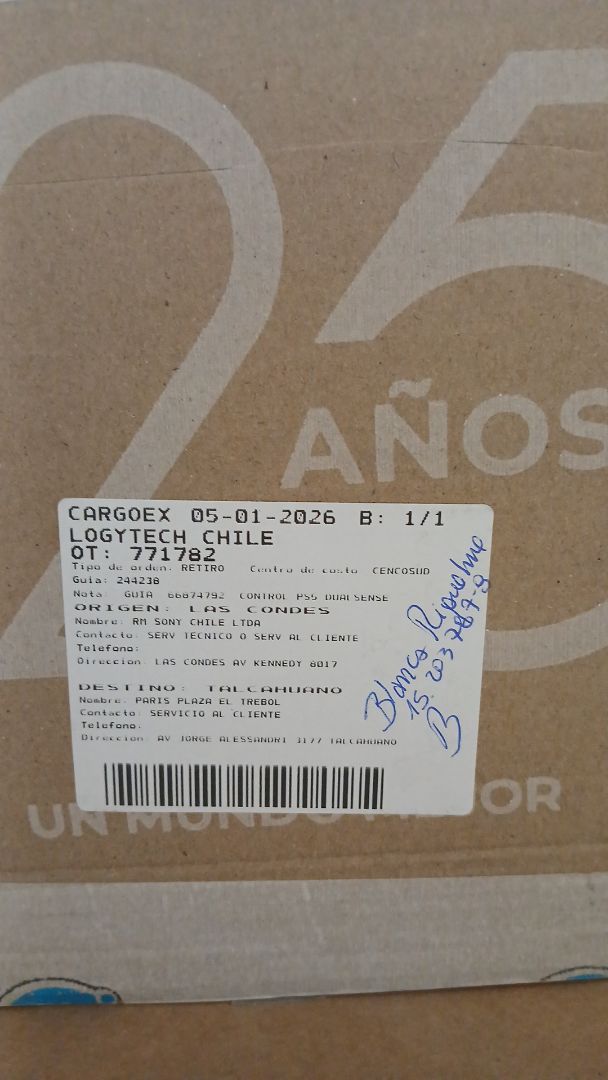 25
AÑOS
CARGOEX 05-01-2026 B: 1/1
LOGYTECH CHILE
OT: 771782
Tipo de orden: RETIRO Centro de costo CENCOSUD
Guia: 244238
Nota: GUIA 66874792 CONTROL PS5 DUALSENSE
ORIGEN: LAS CONDES
Nombre: RM SONY CHILE LTDA
Contacto: SERV TECNICO O SERV AL CLIENTE
Telefono:
Direccion: LAS CONDES AV KENNEDY 8017
DESTINO: TALCAHUANO
Nombre: PARIS PLAZA EL TREBOL
Contacto: SERVICIO AL CLIENTE
Telefono:
Direccion: AV JORGE ALESSANDRI 3177 TALCAHUANO
Blanca
15.203
B
UN MUNDO